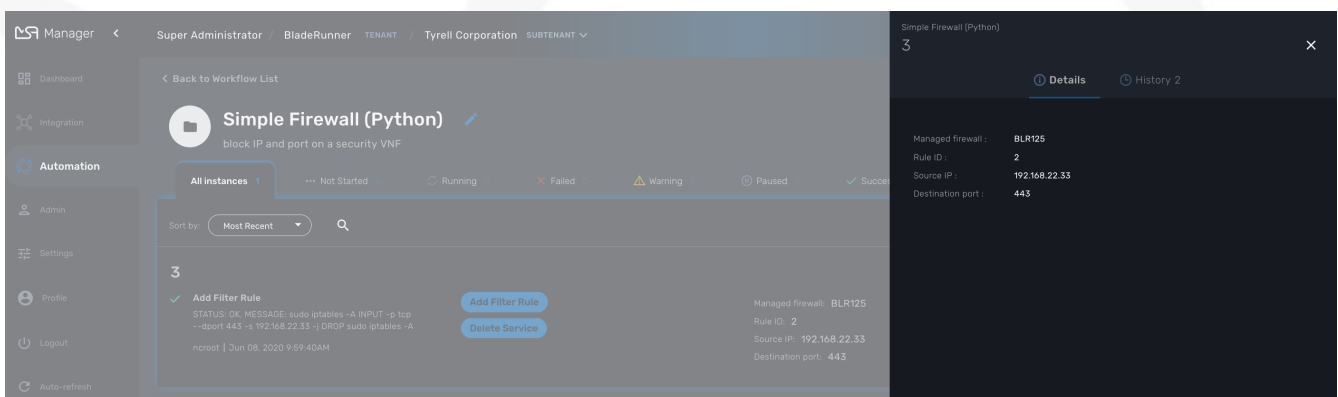 MSA Manager
Super Administrator / BladeRunner TENANT / Tyrell Corporation SUBTENANT
Simple Firewall (Python)
3
Dashboard
Integration
Automation
Admin
Settings
Profile
Logout
Auto-refresh
Back to Workflow List
Simple Firewall (Python)
block IP and port on a security VNF
All instances 1
Not Started
Running
Failed
Warning
Paused
Succes
Sort by: Most Recent
3
Add Filter Rule
STATUS: OK, MESSAGE: sudo iptables -A INPUT -p tcp
--dport 443 -s 192.168.22.33 -j DROP sudo iptables -A
ncroot | Jun 08, 2020 9:59:40AM
Add Filter Rule
Delete Service
Managed firewall: BLR125
Rule ID: 2
Source IP: 192.168.22.33
Destination port: 443
Details
History 2
Managed firewall : BLR125
Rule ID : 2
Source IP : 192.168.22.33
Destination port : 443